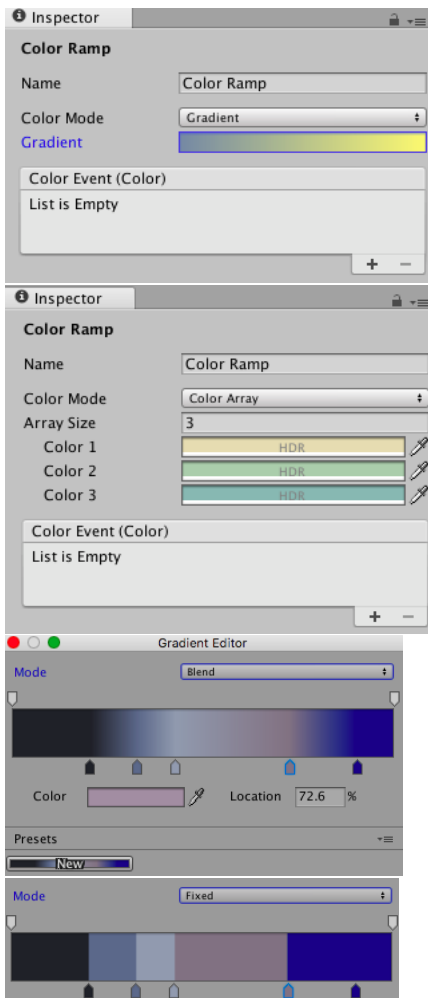 Inspector
Color Ramp
Name Color Ramp
Color Mode Gradient
Gradient
Color Event (Color)
List is Empty
Inspector
Color Ramp
Name Color Ramp
Color Mode Color Array
Array Size 3
Color 1 HDR
Color 2 HDR
Color 3 HDR
Color Event (Color)
List is Empty
Gradient Editor
Mode Blend
Color Location 72.6 %
Presets
New
Mode Fixed